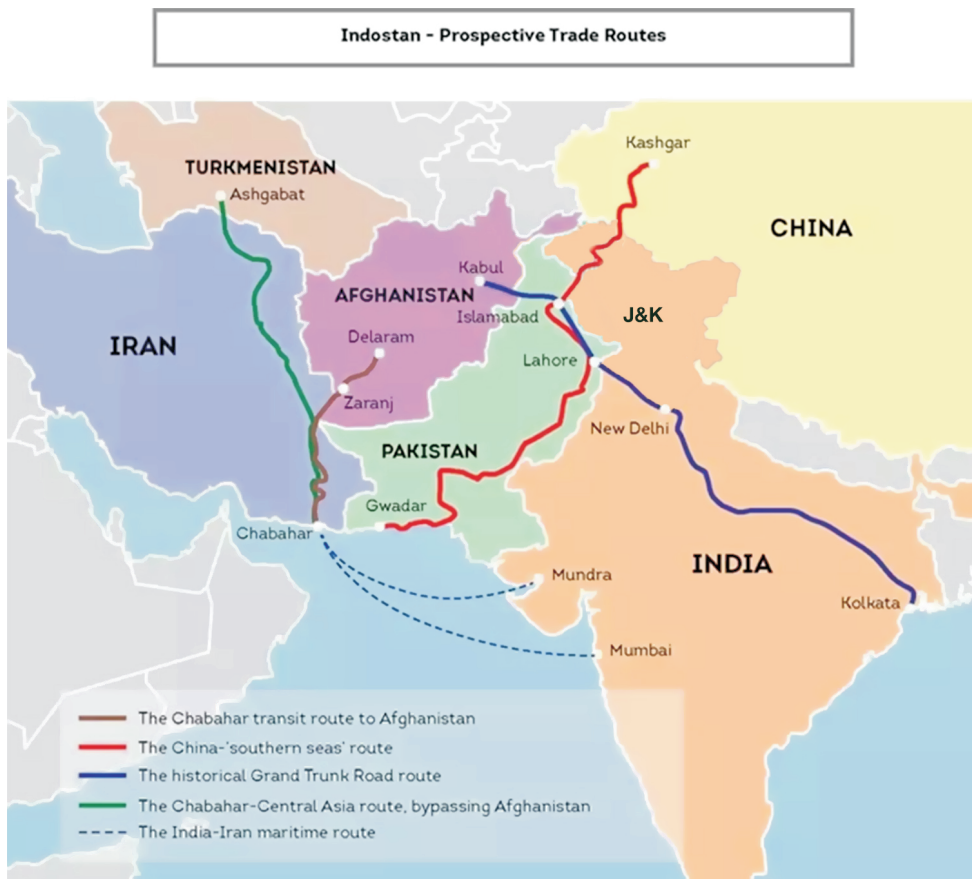 Indostan - Prospective Trade Routes
Kashgar
TURKMENISTAN
Ashgabat
CHINA
Kabul
AFGHANISTAN
Islamabad
J&K
IRAN
Delaram
Lahore
Zaranj
New Delhi
PAKISTAN
Gwadar
Chabahar
INDIA
Mundra
Kolkata
Mumbai
The Chabahar transit route to Afghanistan
The China-'southern seas' route
The historical Grand Trunk Road route
The Chabahar-Central Asia route, bypassing Afghanistan
The India-Iran maritime route